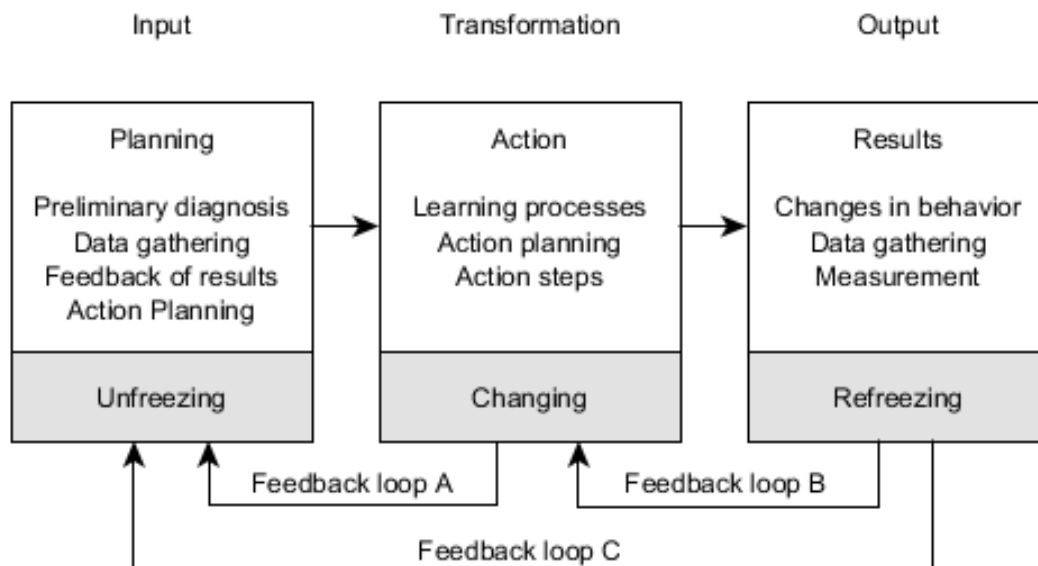 Input
Transformation
Output
Planning
Preliminary diagnosis
Data gathering
Feedback of results
Action Planning
Unfreezing
Action
Learning processes
Action planning
Action steps
Changing
Results
Changes in behavior
Data gathering
Measurement
Refreezing
Feedback loop A
Feedback loop B
Feedback loop C